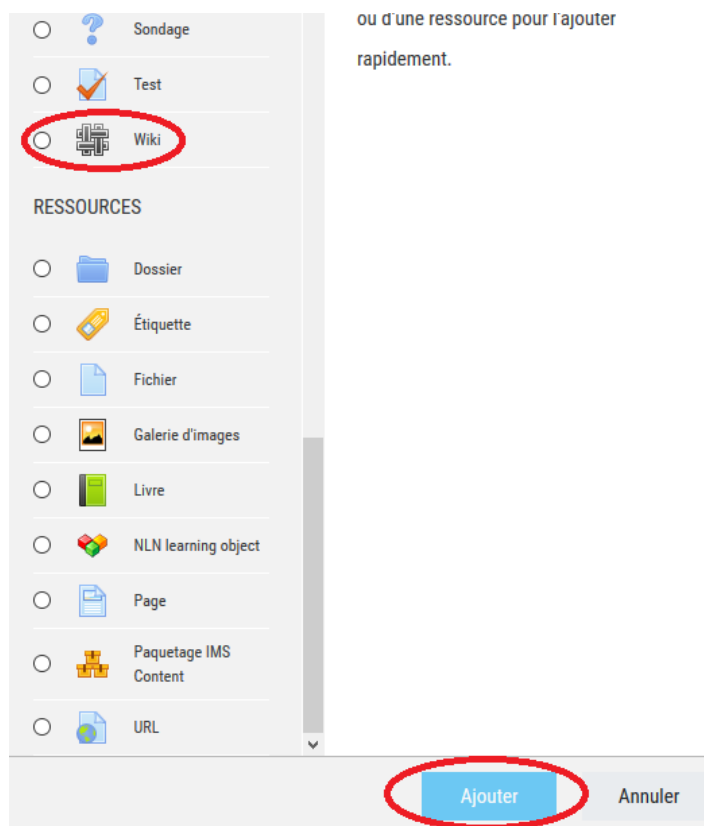 Sondage
Test
Wiki
RESSOURCES
Dossier
Étiquette
Fichier
Galerie d'images
Livre
NLN learning object
Page
Paquetage IMS
Content
URL
ou d'une ressource pour l'ajouter
rapidement.
Ajouter
Annuler